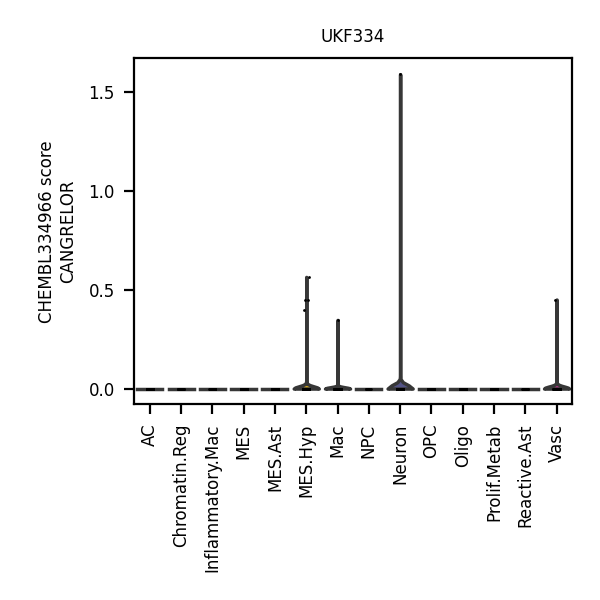 UKF334
CHEMBL334966 score
CANGRELOR
1.5
1.0
0.5
0.0
AC
Chromatin.Reg
Inflammatory.Mac
MES
MES.Ast
MES.Hyp
Mac
NPC
Neuron
OPC
Oligo
Prolif.Metab
Reactive.Ast
Vasc